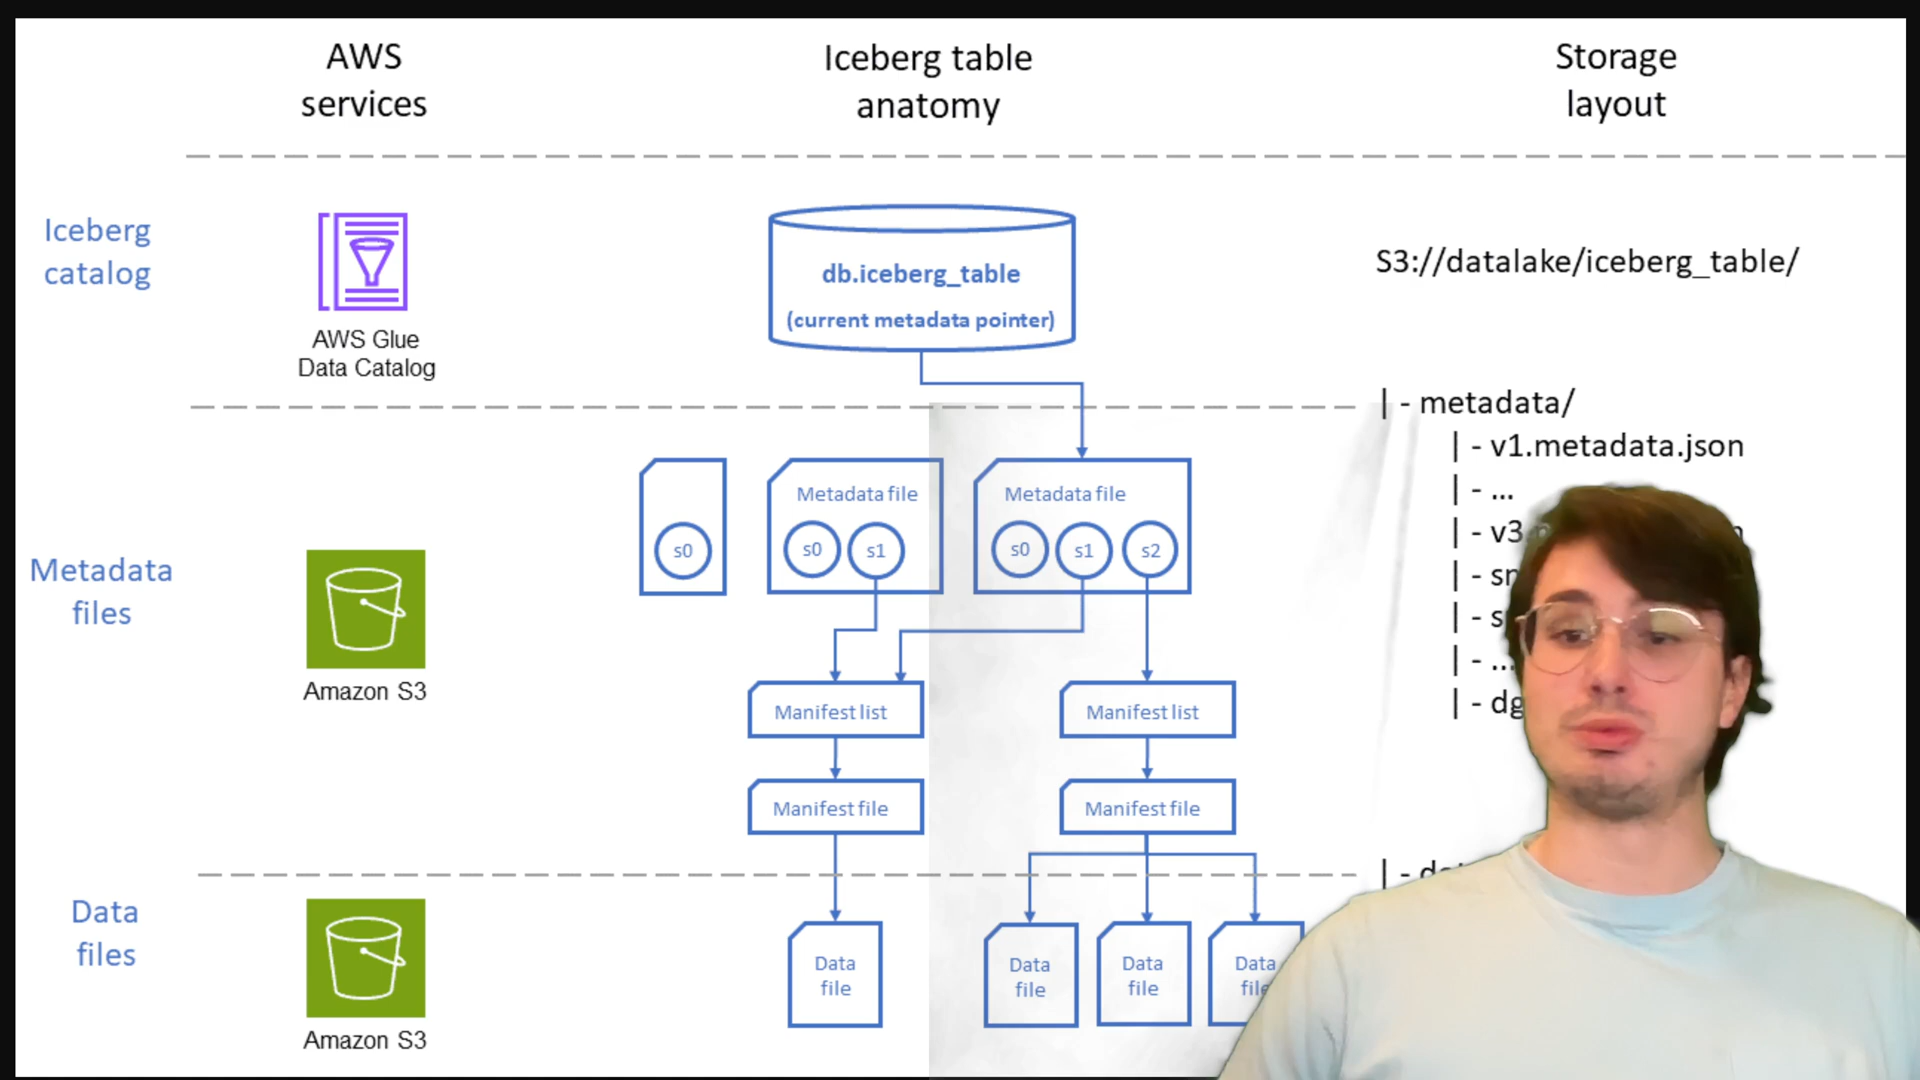 AWS
services
Iceberg table
anatomy
Storage
layout
Iceberg
catalog
AWS Glue
Data Catalog
db.iceberg_table
(current metadata pointer)
S3://datalake/iceberg_table/
Metadata
files
Amazon S3
s0
Metadata file
s0 s1
Metadata file
s0 s1 s2
Manifest list
Manifest list
Manifest file
Manifest file
| - metadata/
| - v1.metadata.json
| - ...
| - v3
| -
| -
| - ...
| -
Data
files
Amazon S3
Data
file
Data
file
Data
file
Data
file
| -